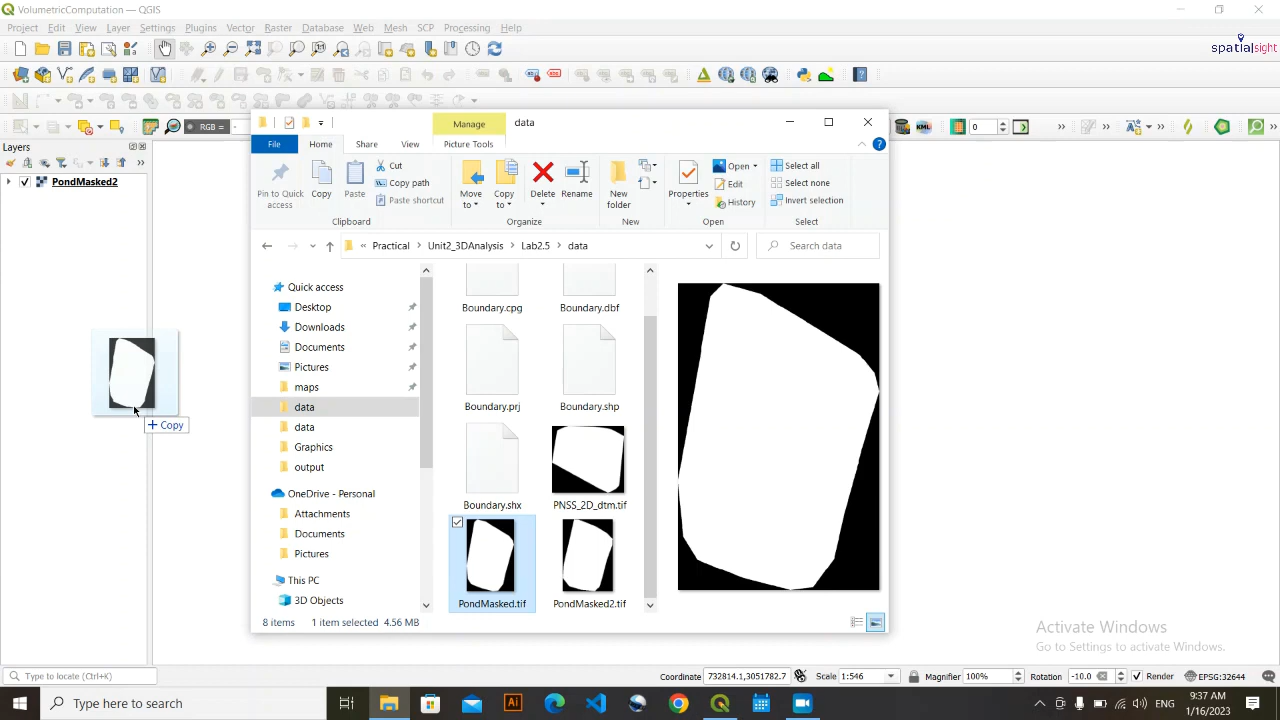 VolumetricComputation — QGIS
Project Edit View Layer Settings Plugins Vector Raster Database Web Mesh SCP Processing Help
spatialsight
RGB =
0
KML
Layers
PondMasked2
Copy
data
Manage
Picture Tools
File Home Share View
Pin to Quick access
Copy
Paste
Cut
Copy path
Paste shortcut
Clipboard
Move to
Copy to
Delete
Rename
Organize
New folder
New
Properties
Open
Edit
History
Open
Select all
Select none
Invert selection
Select
« Practical > Unit2_3DAnalysis > Lab2.5 > data
Search data
Quick access
Desktop
Downloads
Documents
Pictures
maps
data
data
Graphics
output
OneDrive - Personal
Attachments
Documents
Pictures
This PC
3D Objects
Boundary.cpg
Boundary.dbf
Boundary.prj
Boundary.shp
Boundary.shx
PNSS_2D_dtm.tif
PondMasked.tif
PondMasked2.tif
8 items 1 item selected 4.56 MB
Activate Windows
Go to Settings to activate Windows.
Type to locate (Ctrl+K)
Coordinate 732814.1,3051782.7 Scale 1:546 Magnifier 100% Rotation -10.0 Render
Type here to search
ENG
9:37 AM
1/16/2023